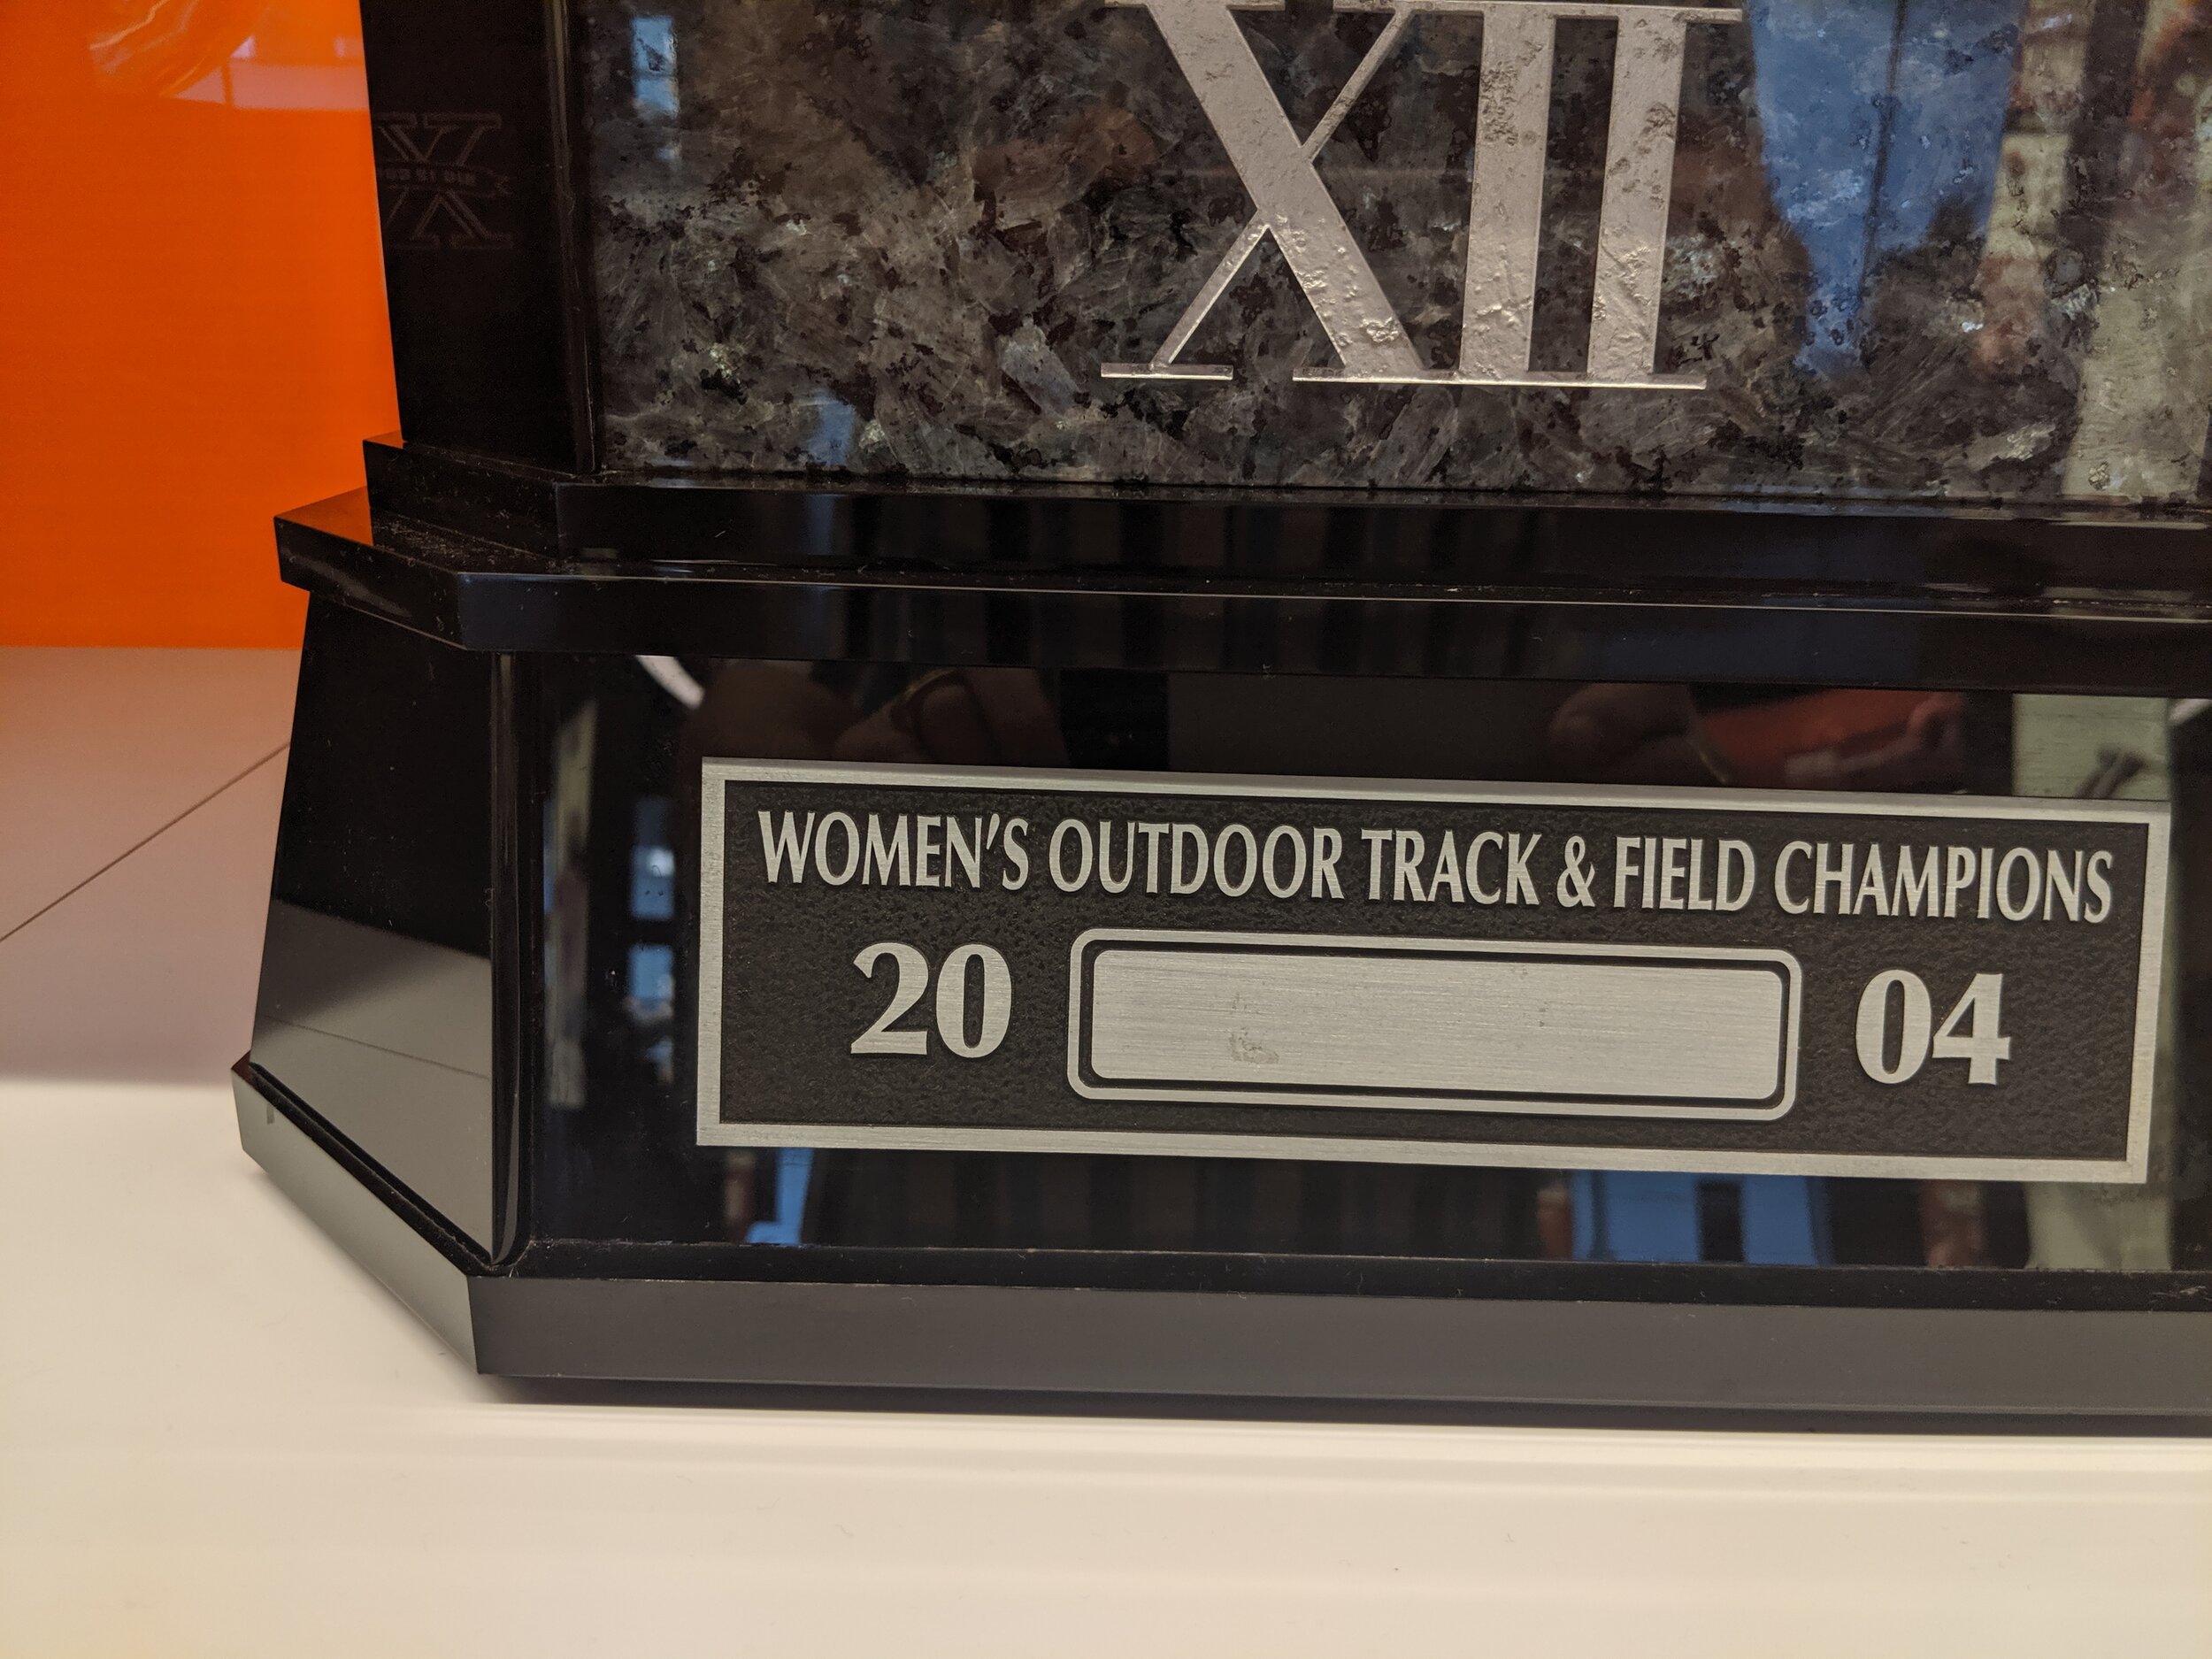 XII
WOMEN'S OUTDOOR TRACK & FIELD CHAMPIONS
20 04